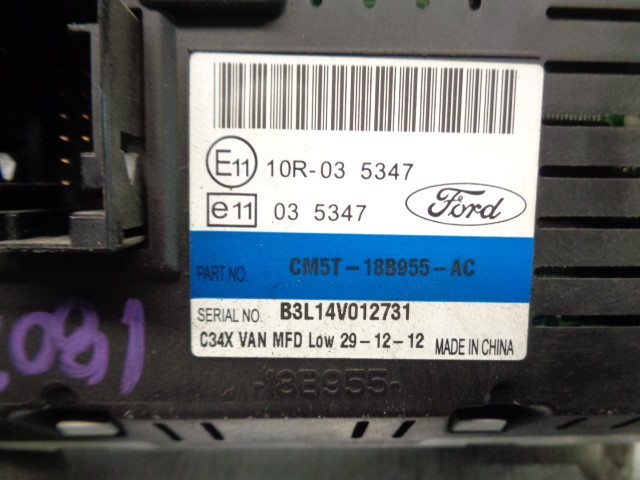 E11 10R-03 5347
e11 03 5347
Ford
PART NO. CM5T-18B955-AC
SERIAL NO. B3L14V012731
C34X VAN MFD Low 29-12-12 MADE IN CHINA
-18B955-